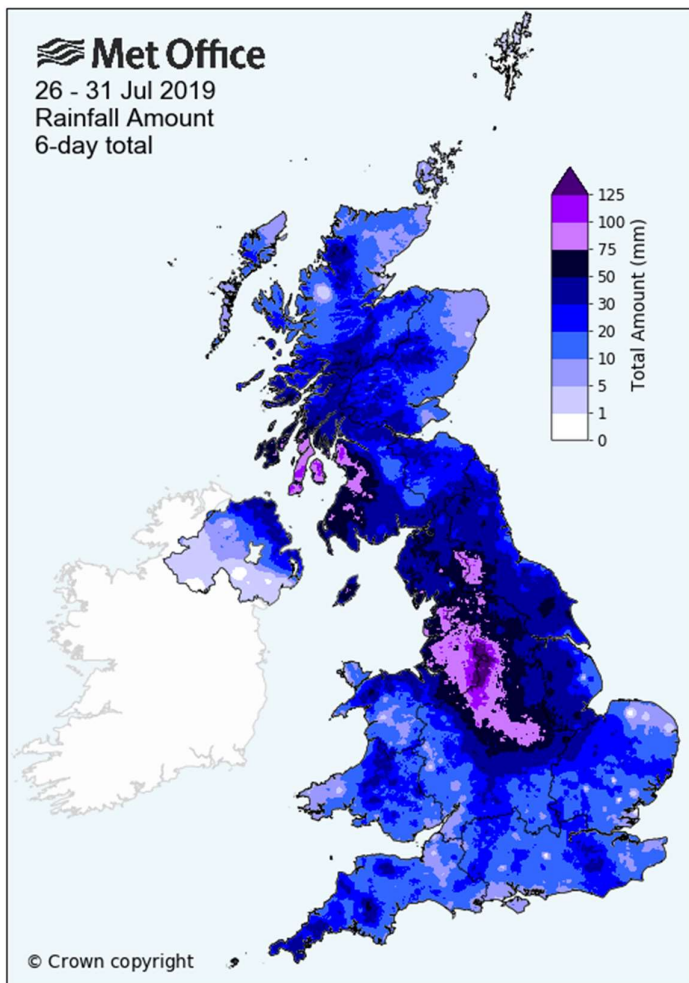 Met Office
26 - 31 Jul 2019
Rainfall Amount
6-day total
125
100
75
50
30
20
10
5
1
0
Total Amount (mm)
© Crown copyright